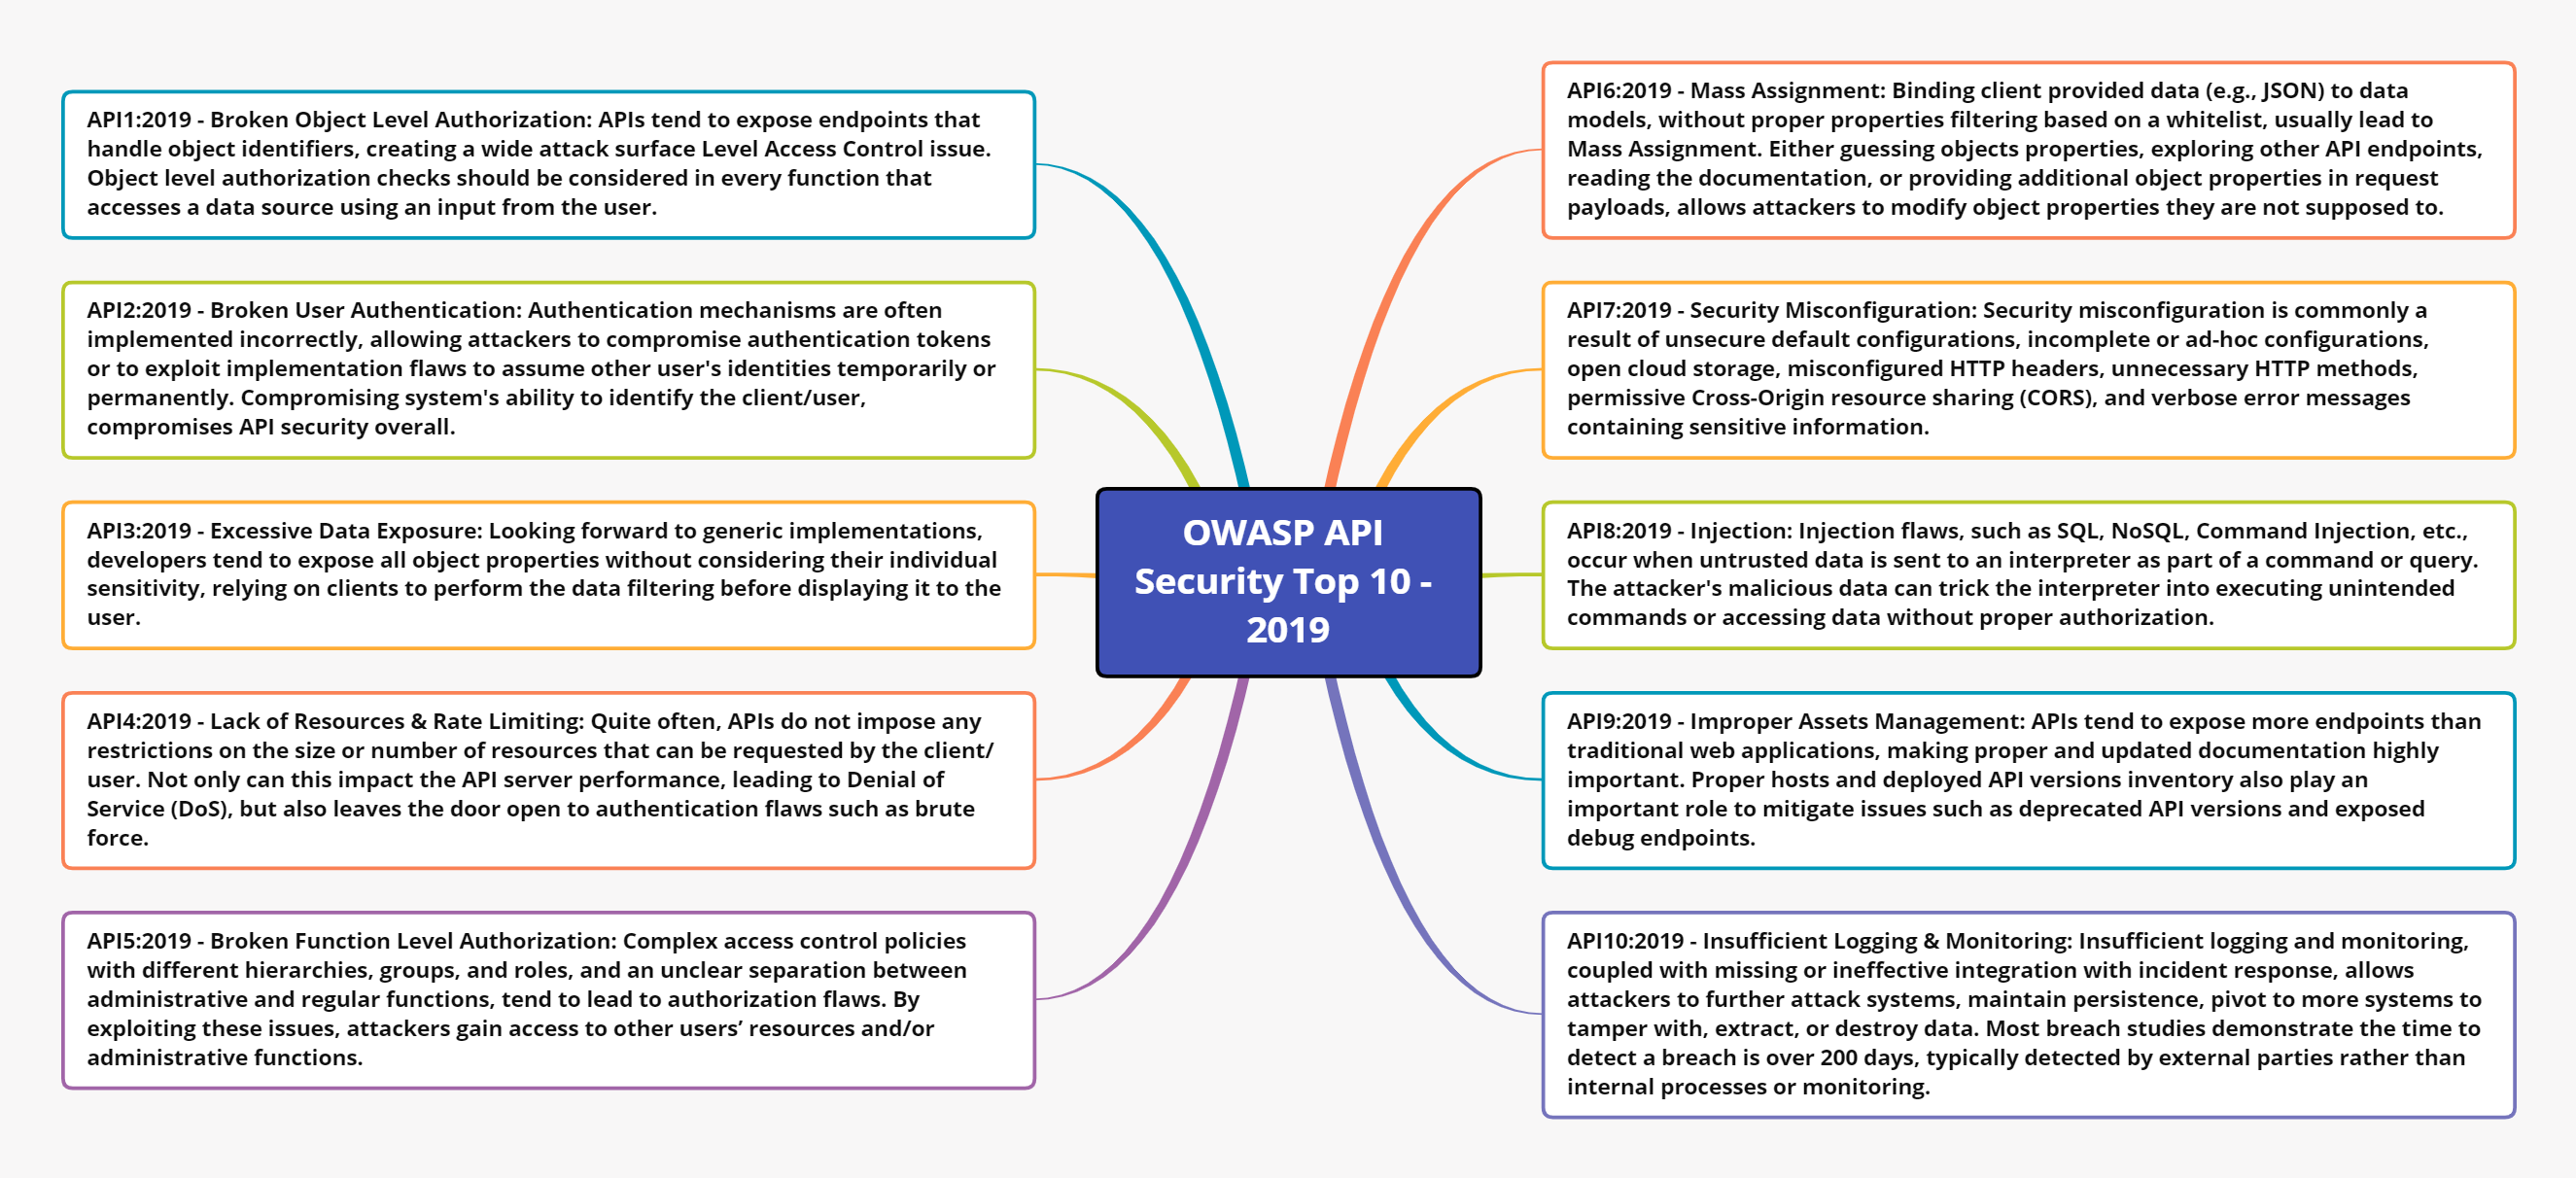 API1:2019 - Broken Object Level Authorization: APIs tend to expose endpoints that
handle object identifiers, creating a wide attack surface Level Access Control issue.
Object level authorization checks should be considered in every function that
accesses a data source using an input from the user.
API2:2019 - Broken User Authentication: Authentication mechanisms are often
implemented incorrectly, allowing attackers to compromise authentication tokens
or to exploit implementation flaws to assume other user's identities temporarily or
permanently. Compromising system's ability to identify the client/user,
compromises API security overall.
API3:2019 - Excessive Data Exposure: Looking forward to generic implementations,
developers tend to expose all object properties without considering their individual
sensitivity, relying on clients to perform the data filtering before displaying it to the
user.
API4:2019 - Lack of Resources & Rate Limiting: Quite often, APIs do not impose any
restrictions on the size or number of resources that can be requested by the client/
user. Not only can this impact the API server performance, leading to Denial of
Service (DoS), but also leaves the door open to authentication flaws such as brute
force.
API5:2019 - Broken Function Level Authorization: Complex access control policies
with different hierarchies, groups, and roles, and an unclear separation between
administrative and regular functions, tend to lead to authorization flaws. By
exploiting these issues, attackers gain access to other users’ resources and/or
administrative functions.
OWASP API
Security Top 10 -
2019
API6:2019 - Mass Assignment: Binding client provided data (e.g., JSON) to data
models, without proper properties filtering based on a whitelist, usually lead to
Mass Assignment. Either guessing objects properties, exploring other API endpoints,
reading the documentation, or providing additional object properties in request
payloads, allows attackers to modify object properties they are not supposed to.
API7:2019 - Security Misconfiguration: Security misconfiguration is commonly a
result of unsecure default configurations, incomplete or ad-hoc configurations,
open cloud storage, misconfigured HTTP headers, unnecessary HTTP methods,
permissive Cross-Origin resource sharing (CORS), and verbose error messages
containing sensitive information.
API8:2019 - Injection: Injection flaws, such as SQL, NoSQL, Command Injection, etc.,
occur when untrusted data is sent to an interpreter as part of a command or query.
The attacker's malicious data can trick the interpreter into executing unintended
commands or accessing data without proper authorization.
API9:2019 - Improper Assets Management: APIs tend to expose more endpoints than
traditional web applications, making proper and updated documentation highly
important. Proper hosts and deployed API versions inventory also play an
important role to mitigate issues such as deprecated API versions and exposed
debug endpoints.
API10:2019 - Insufficient Logging & Monitoring: Insufficient logging and monitoring,
coupled with missing or ineffective integration with incident response, allows
attackers to further attack systems, maintain persistence, pivot to more systems to
tamper with, extract, or destroy data. Most breach studies demonstrate the time to
detect a breach is over 200 days, typically detected by external parties rather than
internal processes or monitoring.